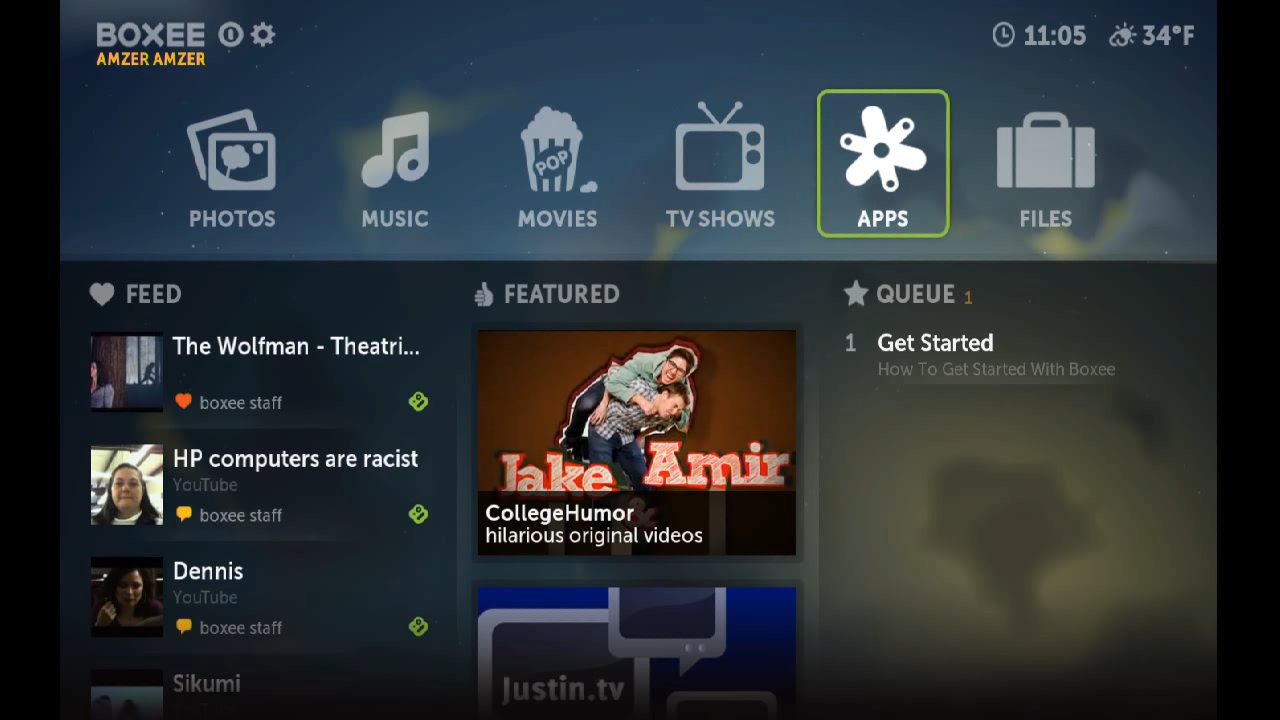 BOXEE
AMZER AMZER
11:05
34°F
PHOTOS
MUSIC
POP
MOVIES
TV SHOWS
APPS
FILES
FEED
The Wolfman - Theatri...
boxee staff
HP computers are racist
YouTube
boxee staff
Dennis
YouTube
boxee staff
Sikumi
FEATURED
Jake
&
Amir
CollegeHumor
hilarious original videos
Justin.tv
QUEUE 1
1 Get Started
How To Get Started With Boxee